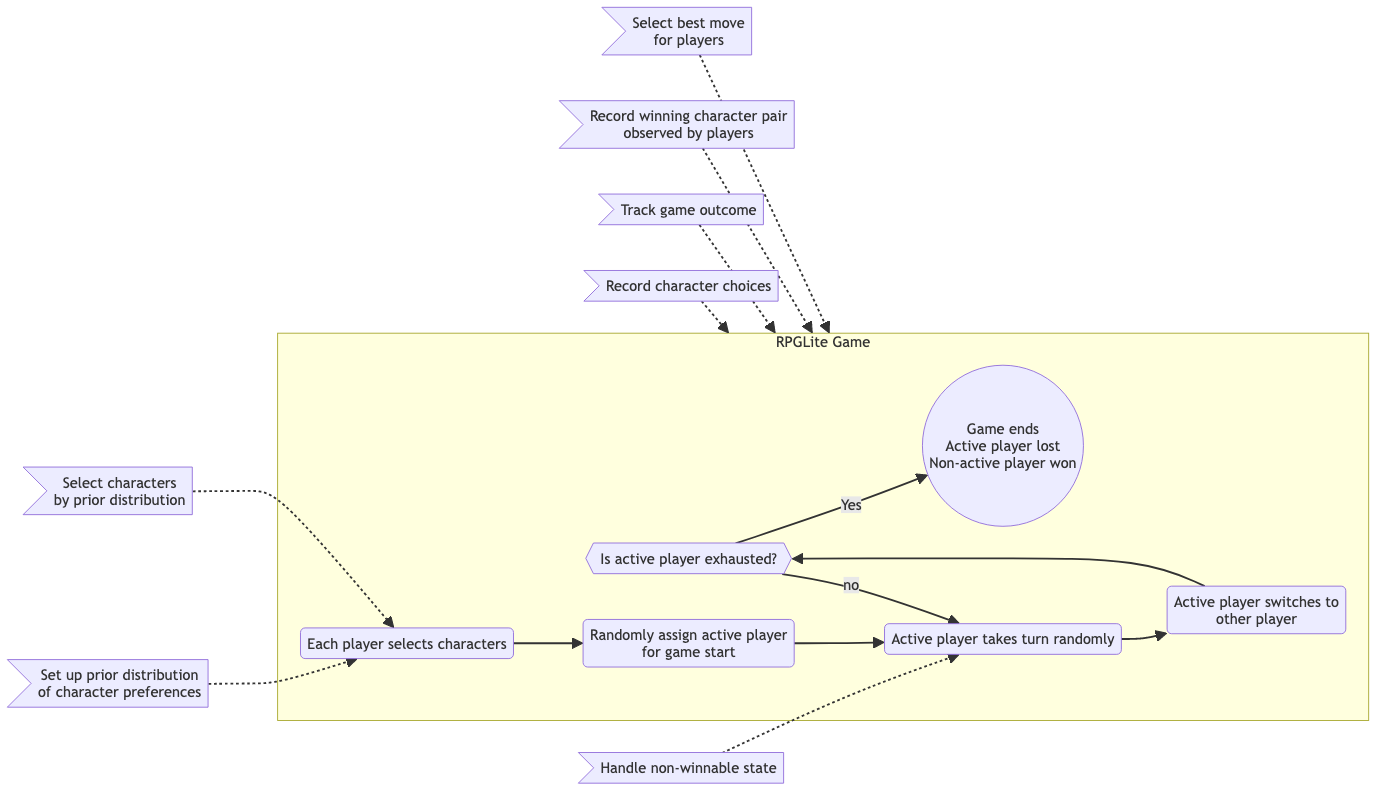 Select best move
for players
Record winning character pair
observed by players
Track game outcome
Record character choices
RPGLite Game
Game ends
Active player lost
Non-active player won
Select characters
by prior distribution
Yes
Is active player exhausted?
no
Active player switches to
other player
Each player selects characters
Randomly assign active player
for game start
Active player takes turn randomly
Set up prior distribution
of character preferences
Handle non-winnable state